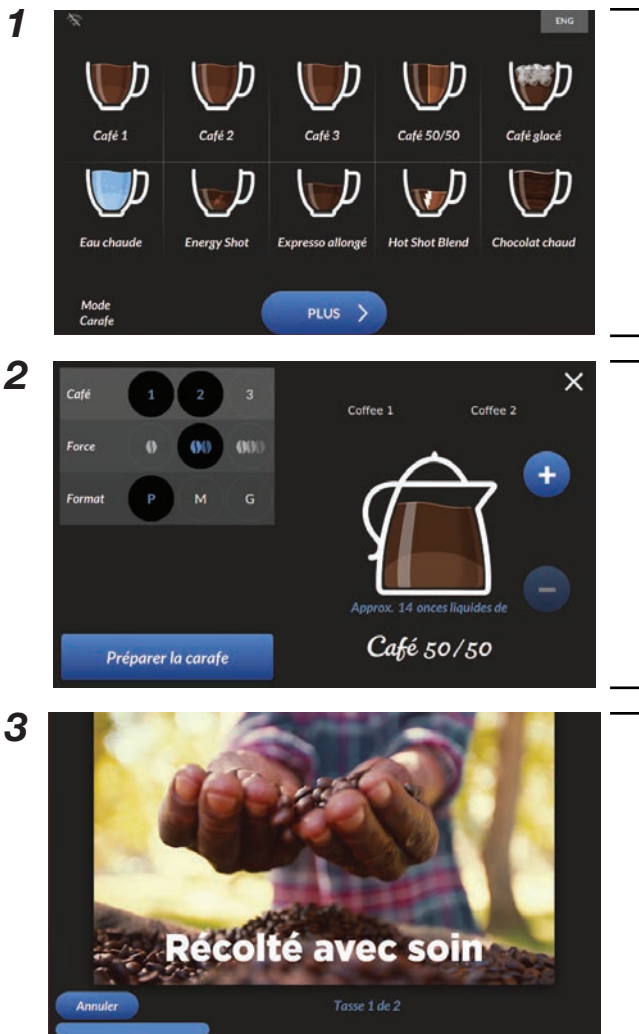 1
ENG
Café 1
Café 2
Café 3
Café 50/50
Café glacé
Eau chaude
Energy Shot
Expresso allongé
Hot Shot Blend
Chocolat chaud
Mode
Carafe
PLUS
2
Café
1
2
3
Force
Format
P
M
G
Préparer la carafe
Coffee 1
Coffee 2
+
−
Approx. 14 onces liquides de
Café 50/50
3
Récolté avec soin
Annuler
Tasse 1 de 2